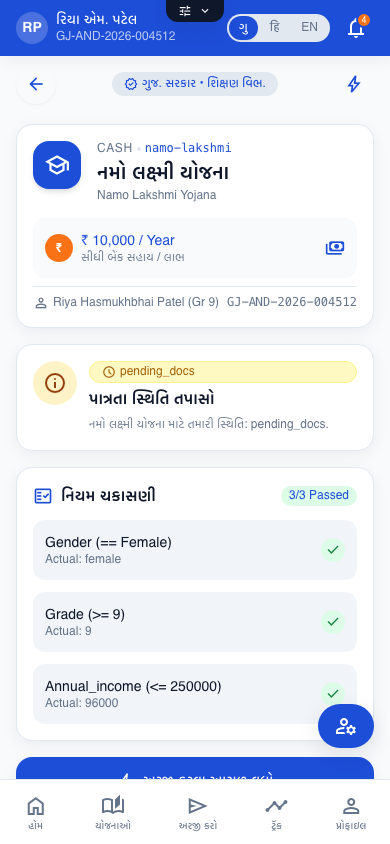 RP
રિયા એમ. પટેલ
GJ-AND-2026-004512
ગુ
हि
EN
4
ગુજ. સરકાર • શિક્ષણ વિભ.
CASH • namo-lakshmi
નમો લક્ષ્મી યોજના
Namo Lakshmi Yojana
₹
₹ 10,000 / Year
સીધી બેંક સહાય / લાભ
Riya Hasmukhbhai Patel (Gr 9) GJ-AND-2026-004512
pending_docs
પાત્રતા સ્થિતિ તપાસો
નમો લક્ષ્મી યોજના માટે તમારી સ્થિતિ: pending_docs.
નિયમ ચકાસણી
3/3 Passed
Gender (== Female)
Actual: female
Grade (>= 9)
Actual: 9
Annual_income (<= 250000)
Actual: 96000
હોમ
યોજનાઓ
અરજી કરો
ટ્રૅક
પ્રોફાઇલ